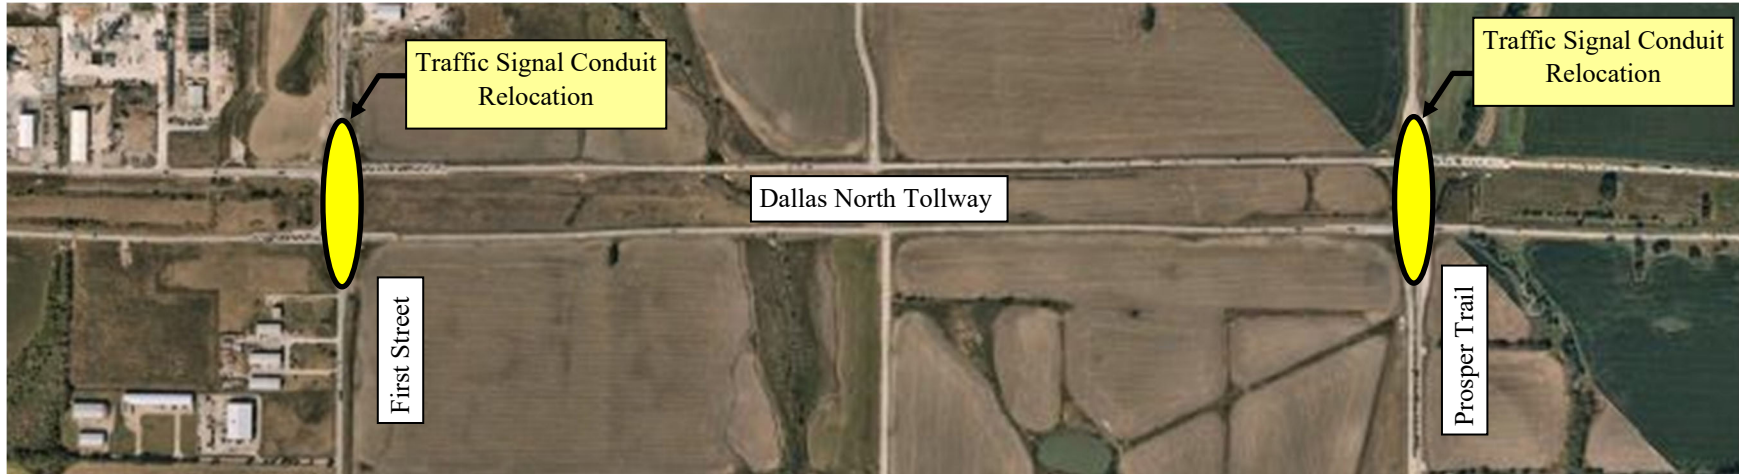 Traffic Signal Conduit
Relocation
Traffic Signal Conduit
Relocation
Dallas North Tollway
First Street
Prosper Trail